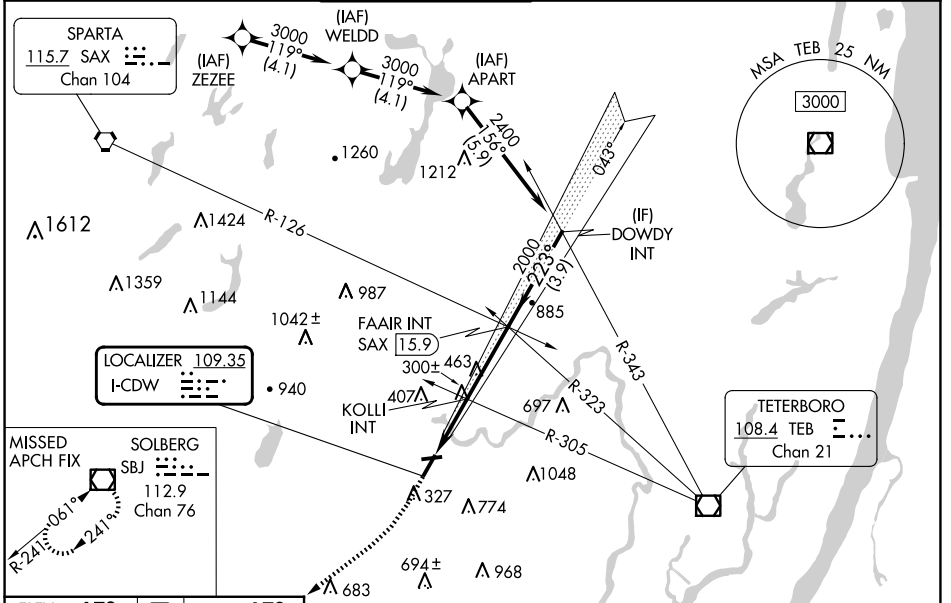 SPARTA
115.7 SAX
Chan 104
(IAF)
ZEZEE
3000
119°
(4.1)
(IAF)
WELDD
3000
119°
(4.1)
(IAF)
APART
2400
156°
(5.9)
MSA TEB 25 NM
3000
1260
1212
043°
(IF)
DOWDY
INT
R-126
1612
1424
2000
223°
(3.9)
1359
1144
987
885
1042±
FAAIR INT
SAX 15.9
R-343
LOCALIZER 109.35
I-CDW
940
300±
463
407
KOLLI
INT
697
R-323
R-305
TETERBORO
108.4 TEB
Chan 21
MISSED
APCH FIX
SOLBERG
SBJ
112.9
Chan 76
061°
241°
R-241
1048
327
774
694±
968
683